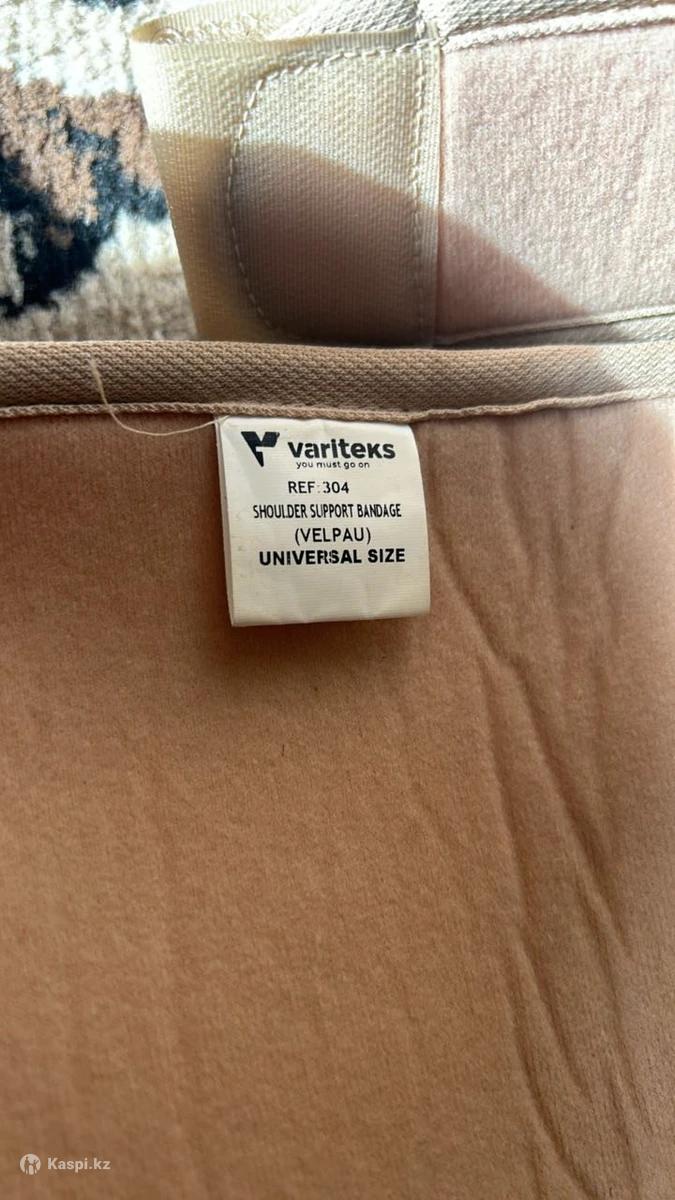 variteks
you must go on
REF:304
SHOULDER SUPPORT BANDAGE
(VELPAU)
UNIVERSAL SIZE
Kaspi.kz